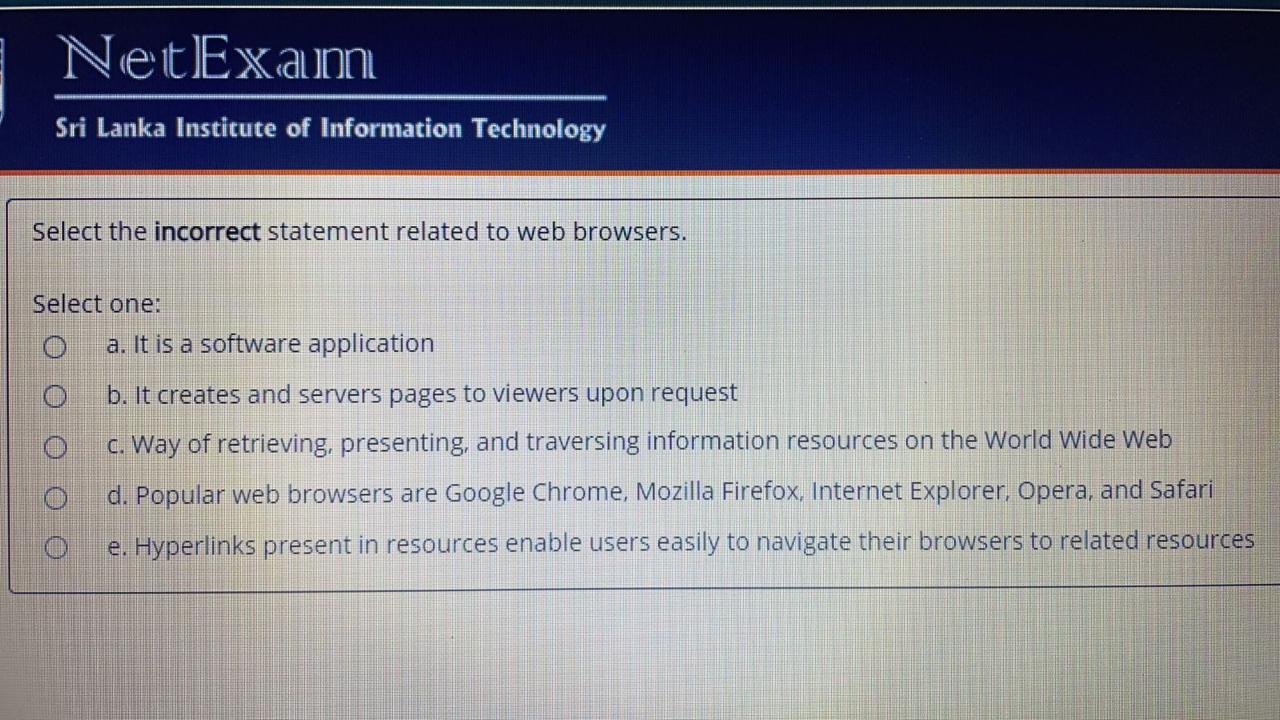 NetExam
Sri Lanka Institute of Information Technology
Select the incorrect statement related to web browsers.
Select one:
a. It is a software application
b. It creates and servers pages to viewers upon request
c. Way of retrieving, presenting, and traversing information resources on the World Wide Web
d. Popular web browsers are Google Chrome, Mozilla Firefox, Internet Explorer, Opera, and Safari
e. Hyperlinks present in resources enable users easily to navigate their browsers to related resources